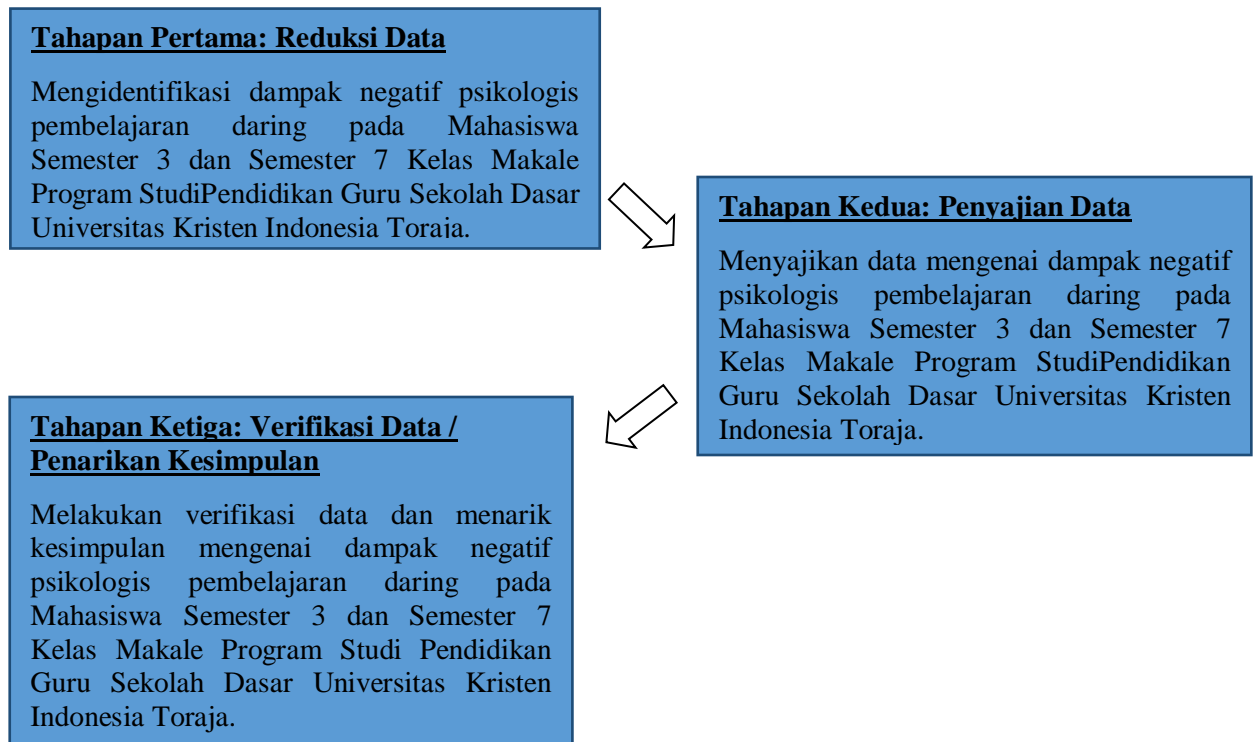 Tahapan Pertama: Reduksi Data
Mengidentifikasi dampak negatif psikologis
pembelajaran daring pada Mahasiswa
Semester 3 dan Semester 7 Kelas Makale
Program StudiPendidikan Guru Sekolah Dasar
Universitas Kristen Indonesia Toraja.
Tahapan Kedua: Penyajian Data
Menyajikan data mengenai dampak negatif
psikologis pembelajaran daring pada
Mahasiswa Semester 3 dan Semester 7
Kelas Makale Program StudiPendidikan
Guru Sekolah Dasar Universitas Kristen
Indonesia Toraja.
Tahapan Ketiga: Verifikasi Data /
Penarikan Kesimpulan
Melakukan verifikasi data dan menarik
kesimpulan mengenai dampak negatif
psikologis pembelajaran daring pada
Mahasiswa Semester 3 dan Semester 7
Kelas Makale Program Studi Pendidikan
Guru Sekolah Dasar Universitas Kristen
Indonesia Toraja.